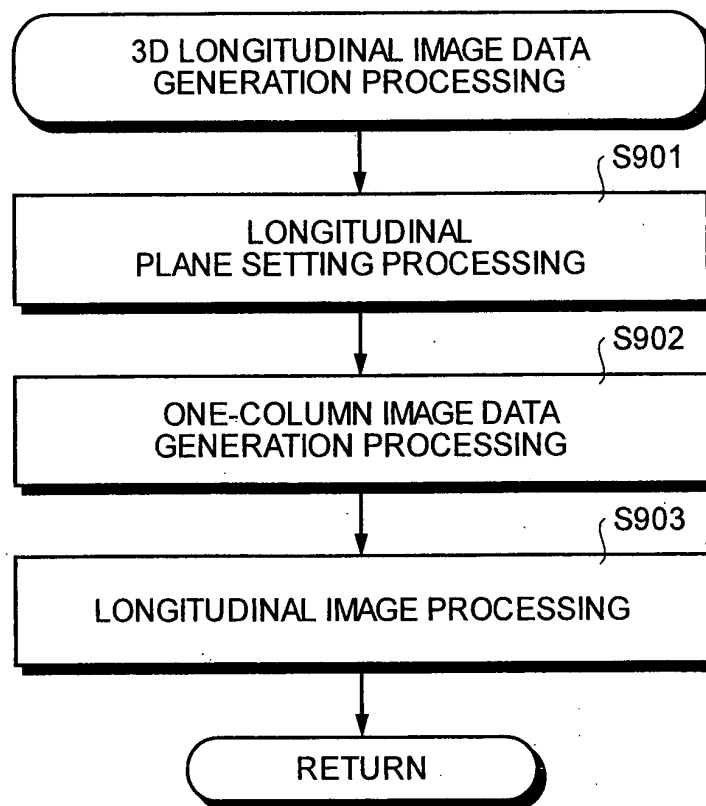 3D LONGITUDINAL IMAGE DATA
GENERATION PROCESSING
S901
LONGITUDINAL
PLANE SETTING PROCESSING
S902
ONE-COLUMN IMAGE DATA
GENERATION PROCESSING
S903
LONGITUDINAL IMAGE PROCESSING
RETURN